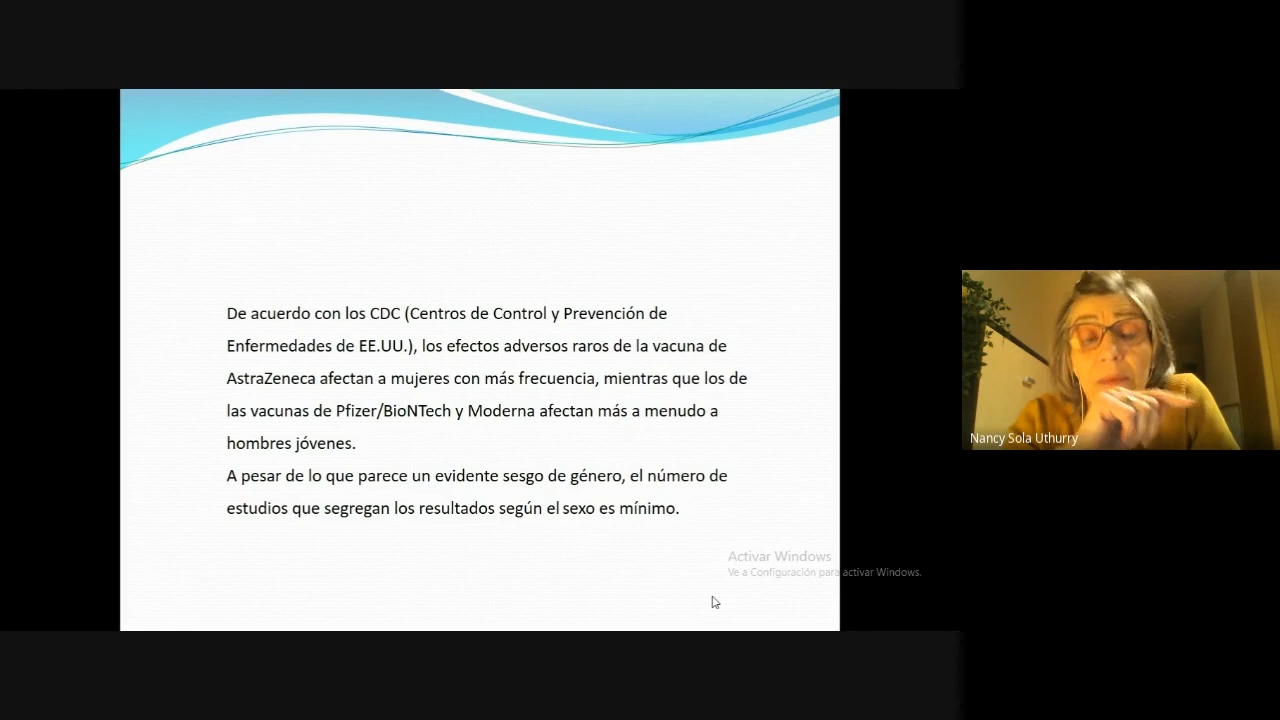 De acuerdo con los CDC (Centros de Control y Prevención de
Enfermedades de EE.UU.), los efectos adversos raros de la vacuna de
AstraZeneca afectan a mujeres con más frecuencia, mientras que los de
las vacunas de Pfizer/BioNTech y Moderna afectan más a menudo a
hombres jóvenes.
A pesar de lo que parece un evidente sesgo de género, el número de
estudios que segregan los resultados según el sexo es mínimo.
Activar Windows
Ve a Configuración para activar Windows.
Nancy Sola Uthurry